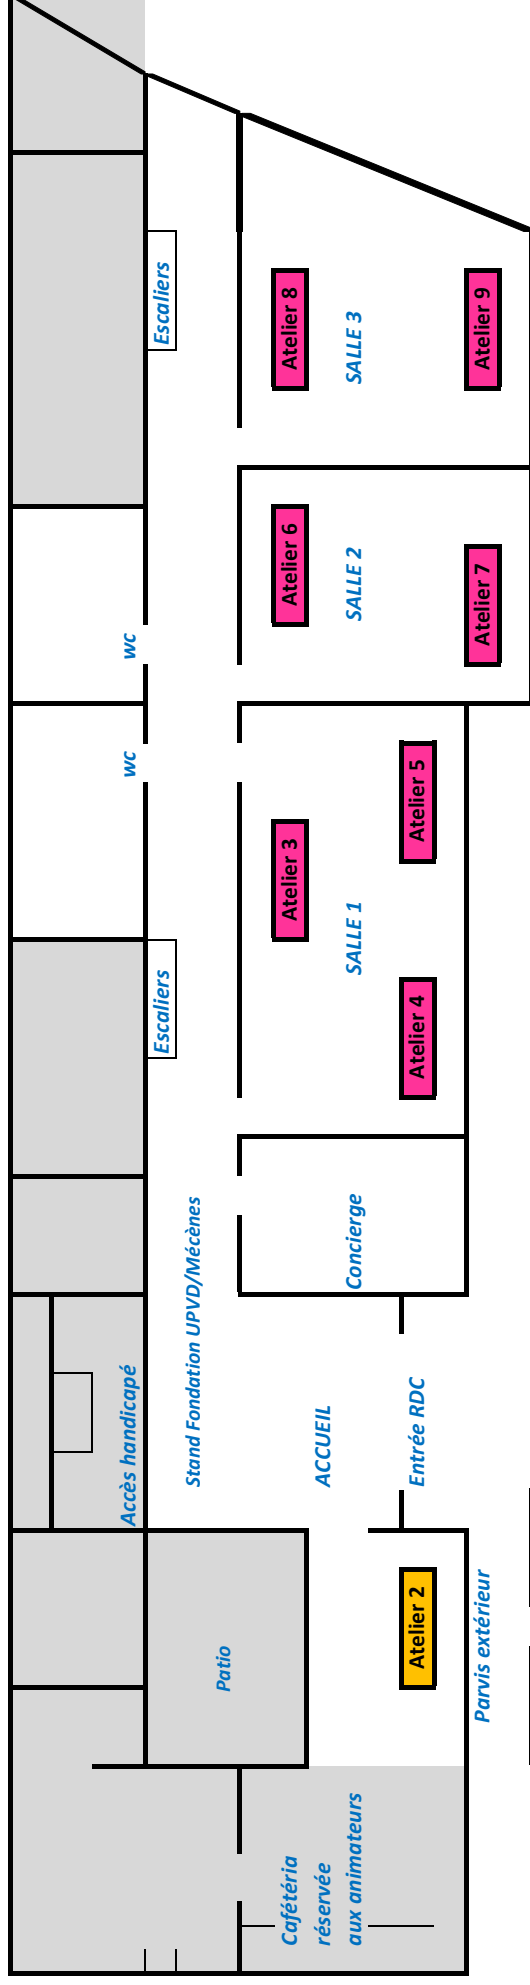 Escaliers
Atelier 8
SALLE 3
Atelier 9
wc
Atelier 6
SALLE 2
Atelier 7
wc
Escaliers
Atelier 3
SALLE 1
Atelier 5
Atelier 4
Accès handicapé
Stand Fondation UPVD/Mécènes
Concierge
ACCUEIL
Entrée RDC
Patio
Atelier 2
Parvis extérieur
Cafétéria
réservée
aux animateurs